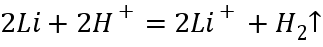 2Li + 2H⁺ = 2Li⁺ + H₂↑